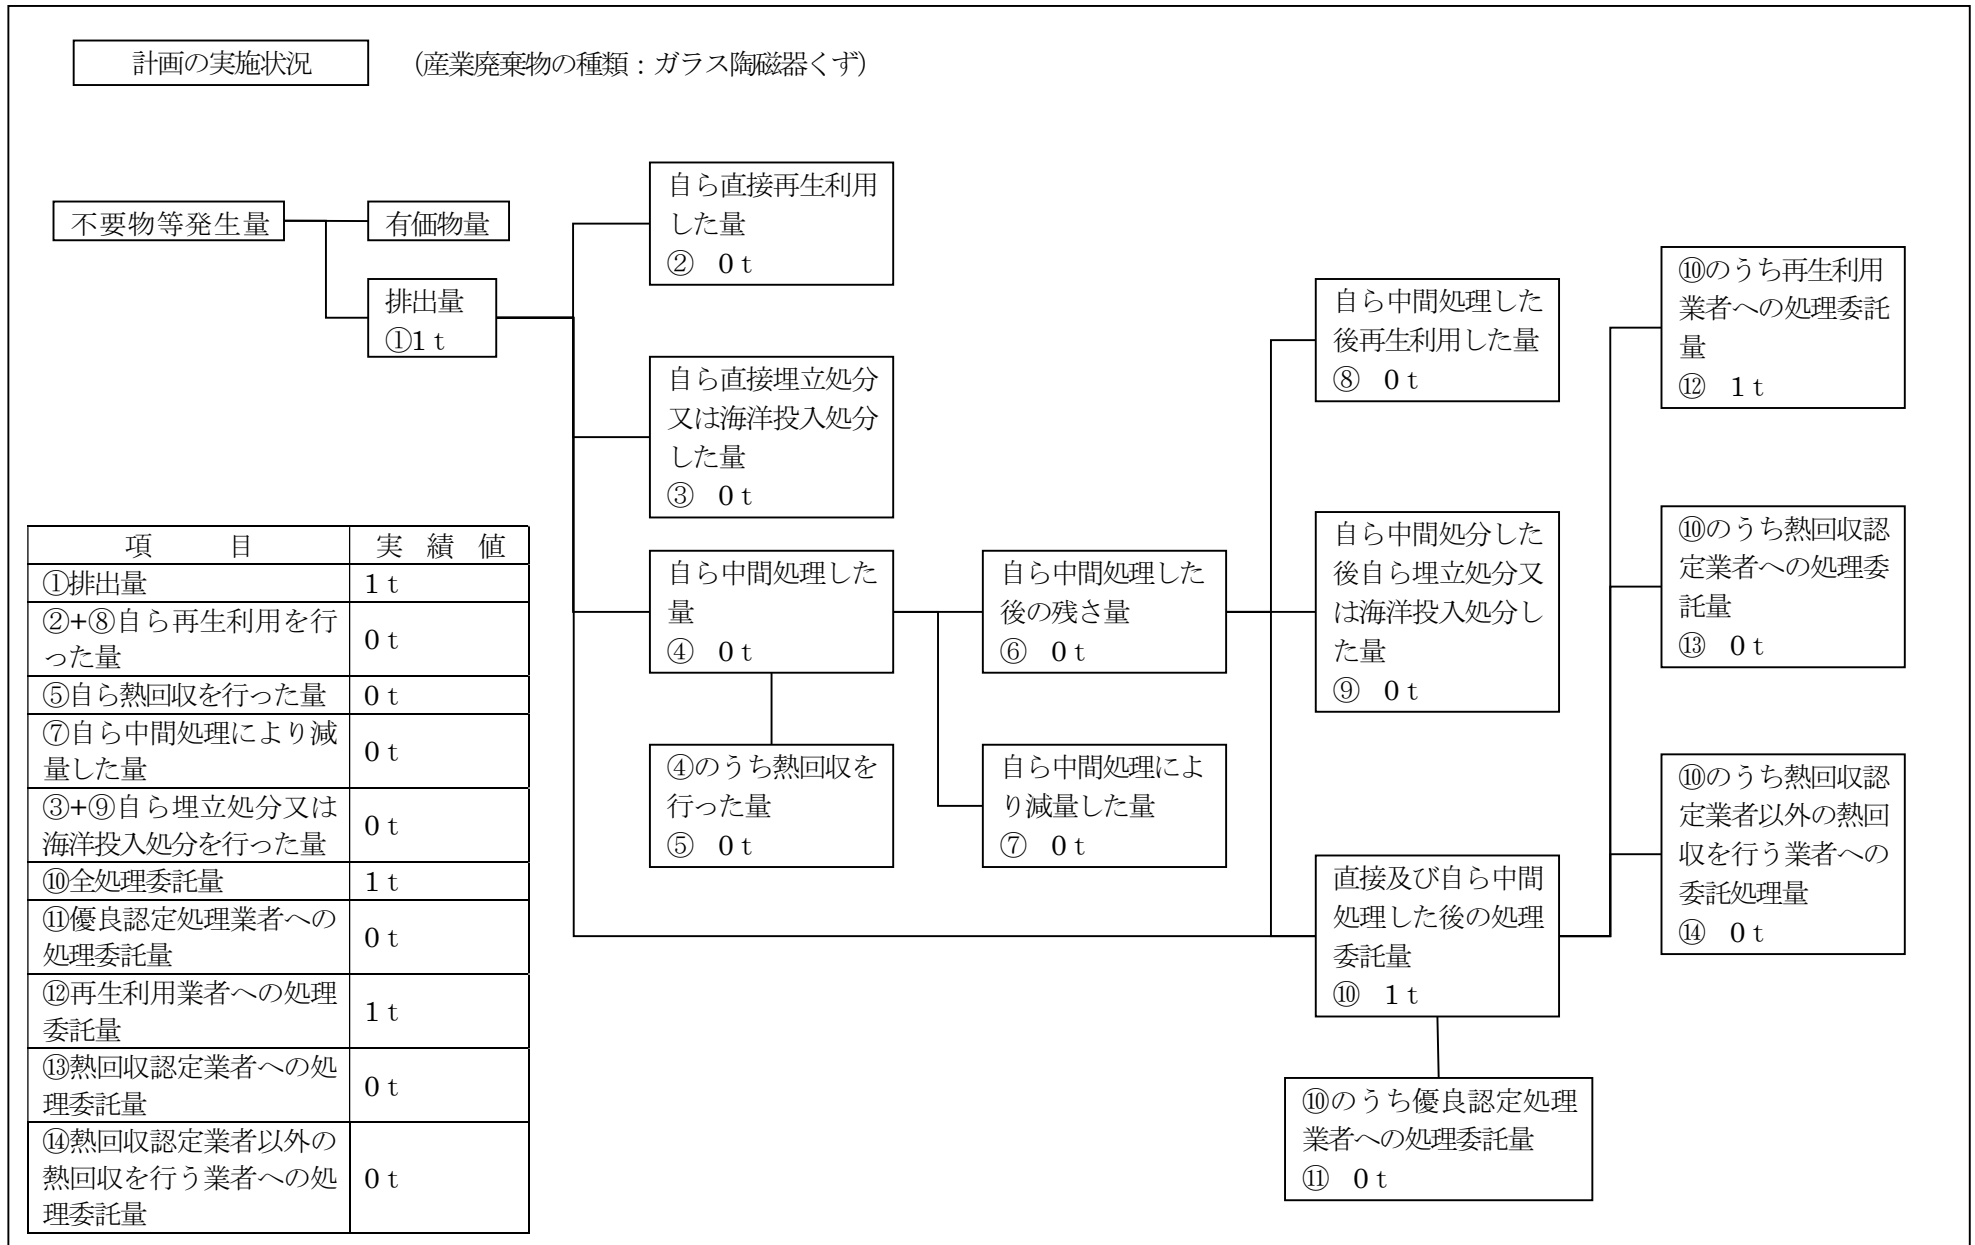 計画の実施状況 （産業廃棄物の種類：ガラス陶磁器くず）
不要物等発生量
有価物量
排出量
①1ｔ
自ら直接再生利用
した量
② 0ｔ
自ら直接埋立処分
又は海洋投入処分
した量
③ 0ｔ
自ら中間処理した
量
④ 0ｔ
④のうち熱回収を
行った量
⑤ 0ｔ
自ら中間処理した
後の残さ量
⑥ 0ｔ
自ら中間処理によ
り減量した量
⑦ 0ｔ
自ら中間処理した
後再生利用した量
⑧ 0ｔ
自ら中間処分した
後自ら埋立処分又
は海洋投入処分し
た量
⑨ 0ｔ
直接及び自ら中間
処理した後の処理
委託量
⑩ 1ｔ
⑩のうち優良認定処理
業者への処理委託量
⑪ 0ｔ
⑩のうち再生利用
業者への処理委託
量
⑫ 1ｔ
⑩のうち熱回収認
定業者への処理委
託量
⑬ 0ｔ
⑩のうち熱回収認
定業者以外の熱回
収を行う業者への
委託処理量
⑭ 0ｔ
項 目 実 績 値
①排出量 1ｔ
②+⑧自ら再生利用を行
った量 0ｔ
⑤自ら熱回収を行った量 0ｔ
⑦自ら中間処理により減
量した量 0ｔ
③+⑨自ら埋立処分又は
海洋投入処分を行った量 0ｔ
⑩全処理委託量 1ｔ
⑪優良認定処理業者への
処理委託量 0ｔ
⑫再生利用業者への処理
委託量 1ｔ
⑬熱回収認定業者への処
理委託量 0ｔ
⑭熱回収認定業者以外の
熱回収を行う業者への処
理委託量 0ｔ